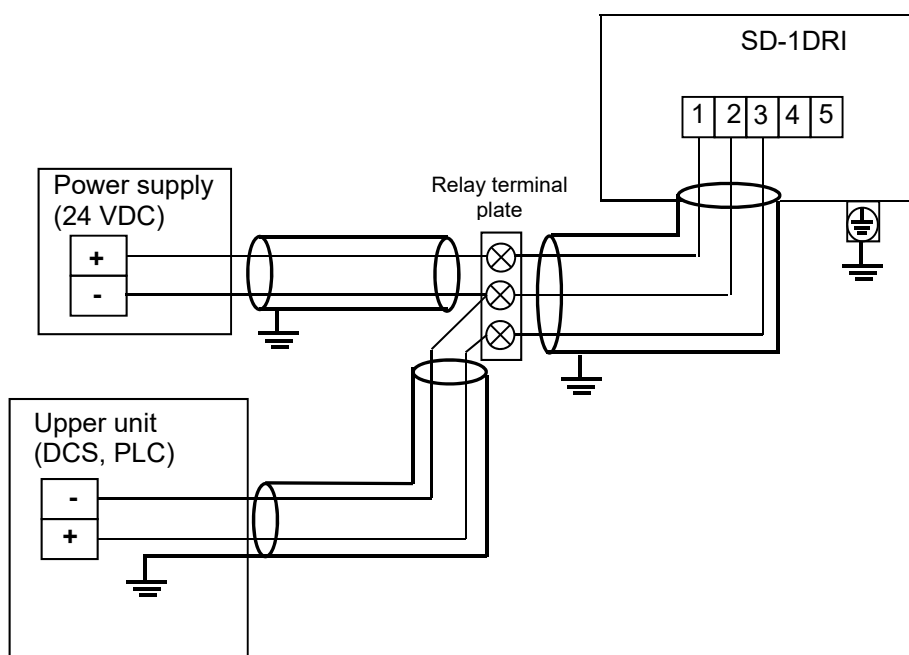 SD-1DRI
1 2 3 4 5
Power supply
(24 VDC)
+
-
Relay terminal
plate
Upper unit
(DCS, PLC)
-
+